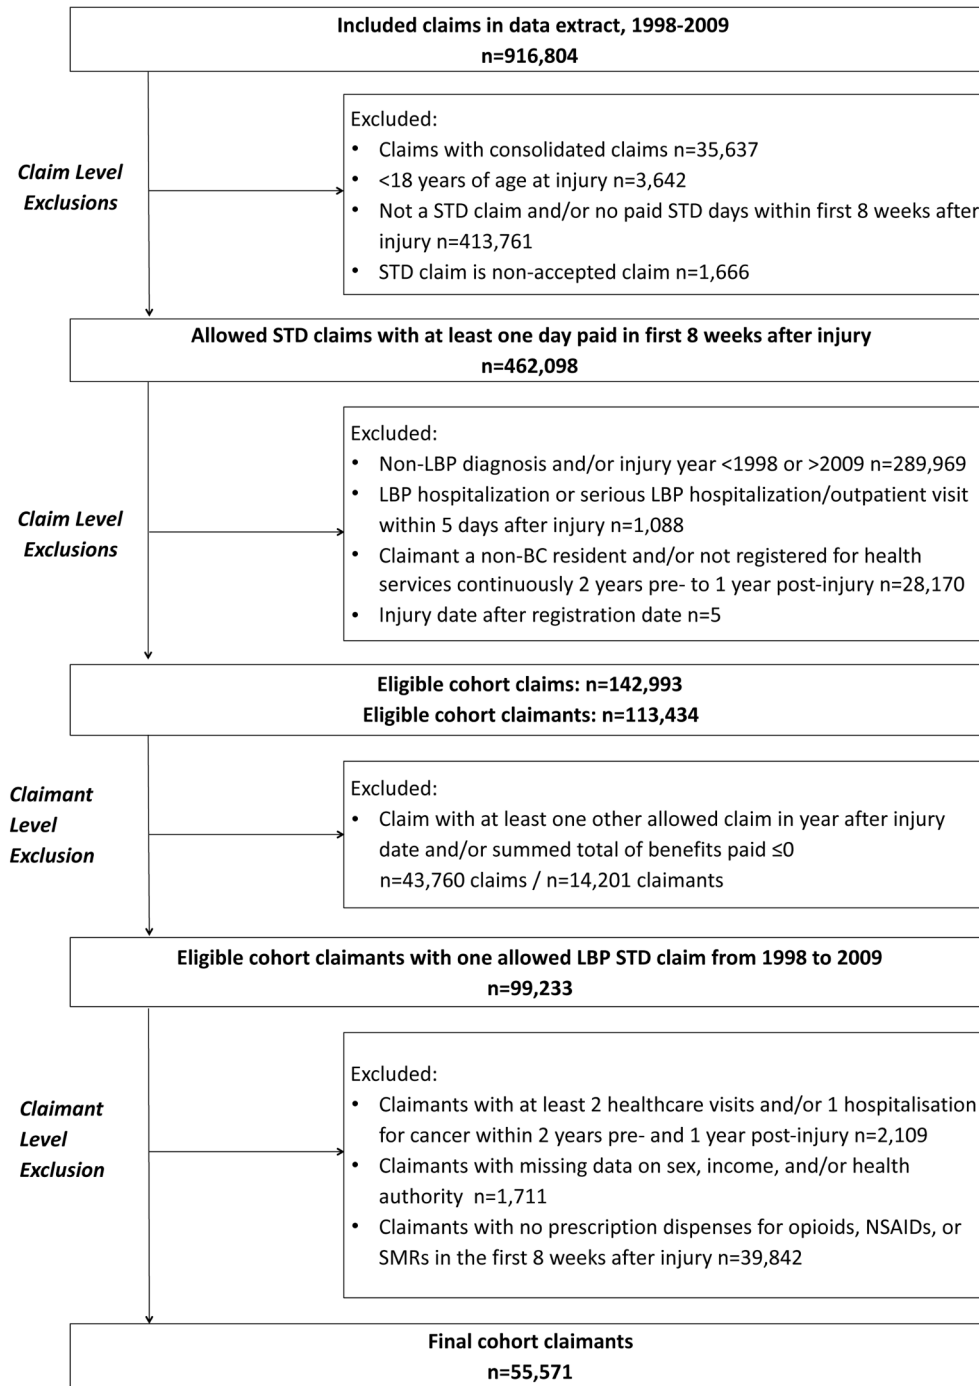 Included claims in data extract, 1998-2009
n=916,804
Claim Level
Exclusions
Excluded:
• Claims with consolidated claims n=35,637
• <18 years of age at injury n=3,642
• Not a STD claim and/or no paid STD days within first 8 weeks after
injury n=413,761
• STD claim is non-accepted claim n=1,666
Allowed STD claims with at least one day paid in first 8 weeks after injury
n=462,098
Claim Level
Exclusions
Excluded:
• Non-LBP diagnosis and/or injury year <1998 or >2009 n=289,969
• LBP hospitalization or serious LBP hospitalization/outpatient visit
within 5 days after injury n=1,088
• Claimant a non-BC resident and/or not registered for health
services continuously 2 years pre- to 1 year post-injury n=28,170
• Injury date after registration date n=5
Eligible cohort claims: n=142,993
Eligible cohort claimants: n=113,434
Claimant
Level
Exclusion
Excluded:
• Claim with at least one other allowed claim in year after injury
date and/or summed total of benefits paid ≤0
n=43,760 claims / n=14,201 claimants
Eligible cohort claimants with one allowed LBP STD claim from 1998 to 2009
n=99,233
Claimant
Level
Exclusion
Excluded:
• Claimants with at least 2 healthcare visits and/or 1 hospitalisation
for cancer within 2 years pre- and 1 year post-injury n=2,109
• Claimants with missing data on sex, income, and/or health
authority n=1,711
• Claimants with no prescription dispenses for opioids, NSAIDs, or
SMRs in the first 8 weeks after injury n=39,842
Final cohort claimants
n=55,571